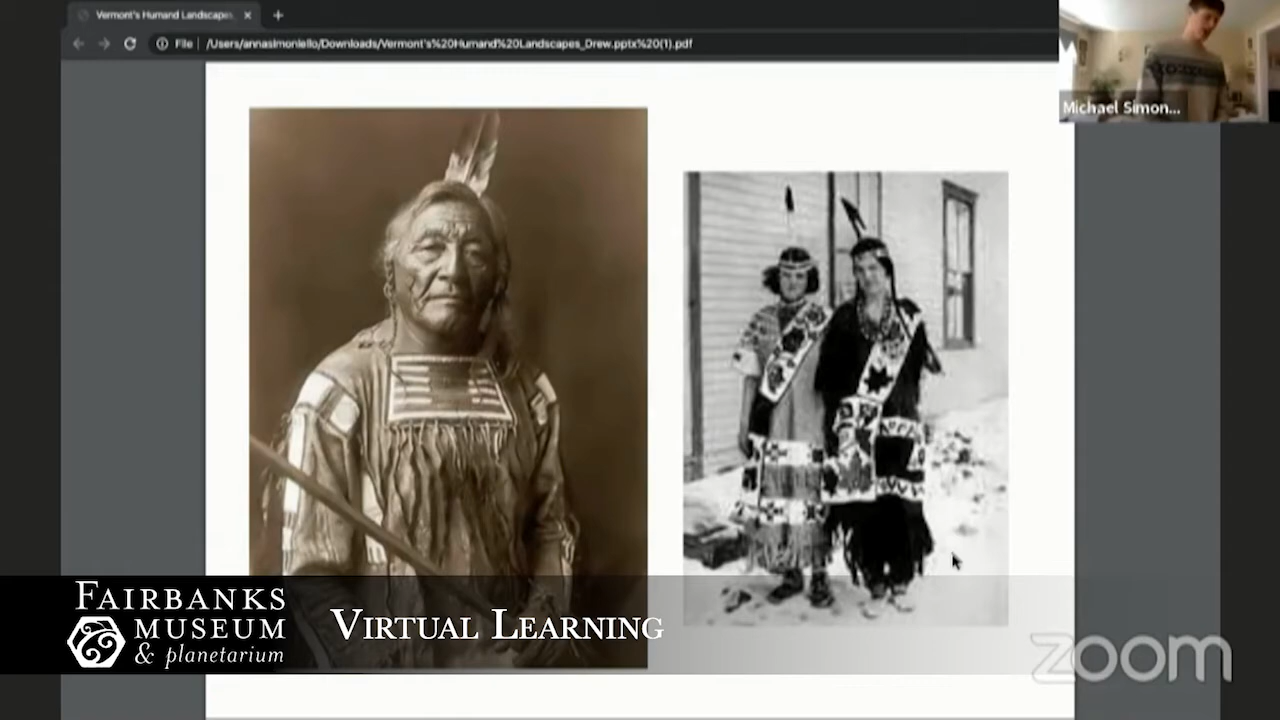 Vermont's Humand Landscapes
File
/Users/annasimoniello/Downloads/Vermont's%20Humand%20Landscapes_Drew.pptx%20(1).pdf
Michael Simon...
FAIRBANKS
MUSEUM
& planetarium
VIRTUAL LEARNING
zoom